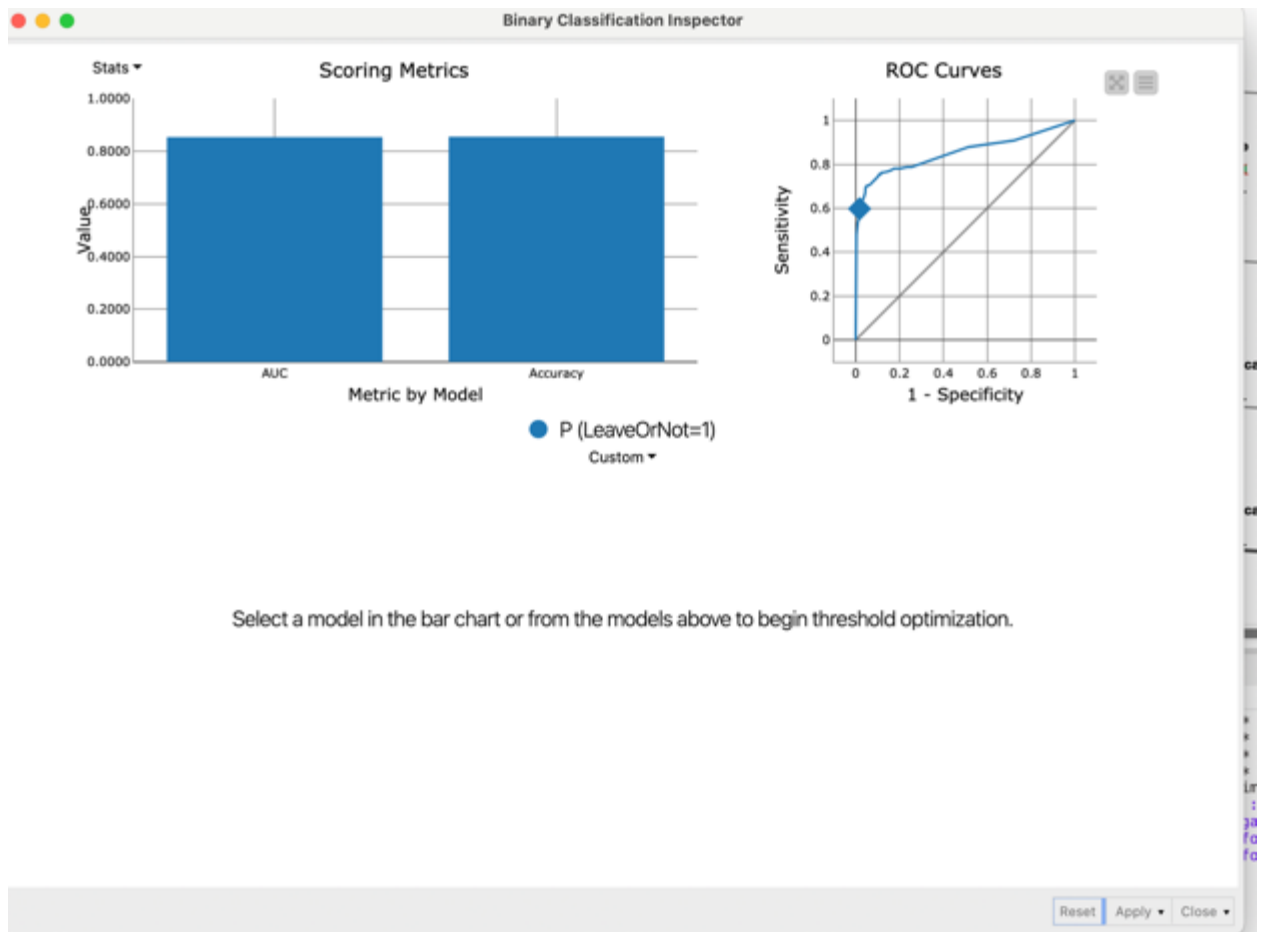 Binary Classification Inspector
Stats
Scoring Metrics
1.0000
0.8000
0.6000
0.4000
0.2000
0.0000
Value
AUC
Accuracy
Metric by Model
ROC Curves
1
0.8
0.6
0.4
0.2
0
Sensitivity
0 0.2 0.4 0.6 0.8 1
1 - Specificity
P (LeaveOrNot=1)
Custom
Select a model in the bar chart or from the models above to begin threshold optimization.
Reset Apply Close